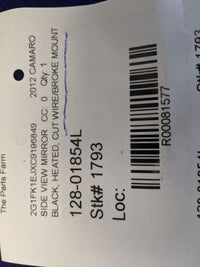 The Parts Farm
2G1FK1EJXC9196849 2012 CAMARO
SIDE VIEW MIRROR CC: 0 Qty 1
BLACK, HEATED, CUT WIRE/BROKE MOUNT
128-01854L
Stk# 1793
Loc:
R00081577